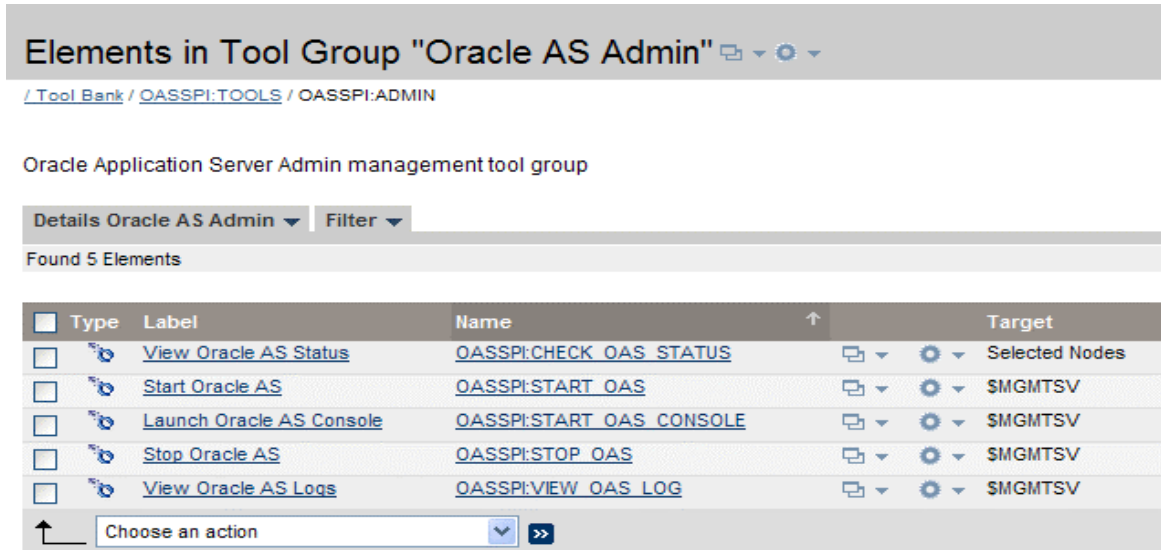 Elements in Tool Group "Oracle AS Admin"
/ Tool Bank / OASSPI:TOOLS / OASSPI:ADMIN
Oracle Application Server Admin management tool group
Details Oracle AS Admin Filter
Found 5 Elements
Type Label Name Target
View Oracle AS Status OASSPI:CHECK_OAS_STATUS Selected Nodes
Start Oracle AS OASSPI:START_OAS $MGMTSV
Launch Oracle AS Console OASSPI:START_OAS_CONSOLE $MGMTSV
Stop Oracle AS OASSPI:STOP_OAS $MGMTSV
View Oracle AS Logs OASSPI:VIEW_OAS_LOG $MGMTSV
Choose an action